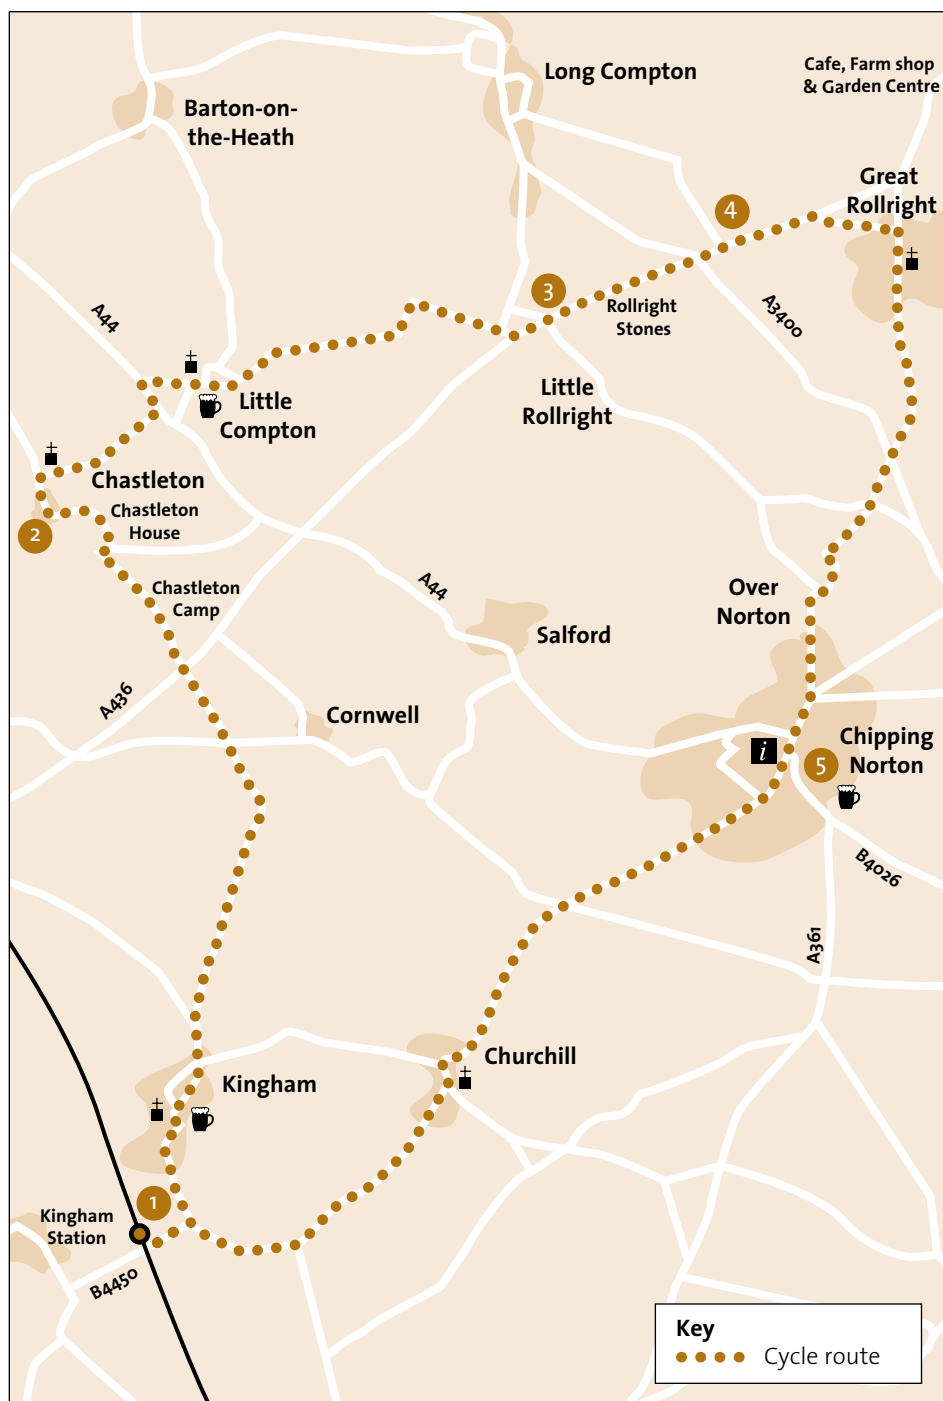 Long Compton
Cafe, Farm shop
& Garden Centre
Barton-on-
the-Heath
Great
Rollright
4
3
Rollright
Stones
A3400
A44
Little
Compton
Little
Rollright
Chastleton
Chastleton
House
2
Chastleton
Camp
A44
Over
Norton
Salford
A436
Cornwell
i
5
Chipping
Norton
B4026
A361
Churchill
Kingham
1
Kingham
Station
B4450
Key
Cycle route